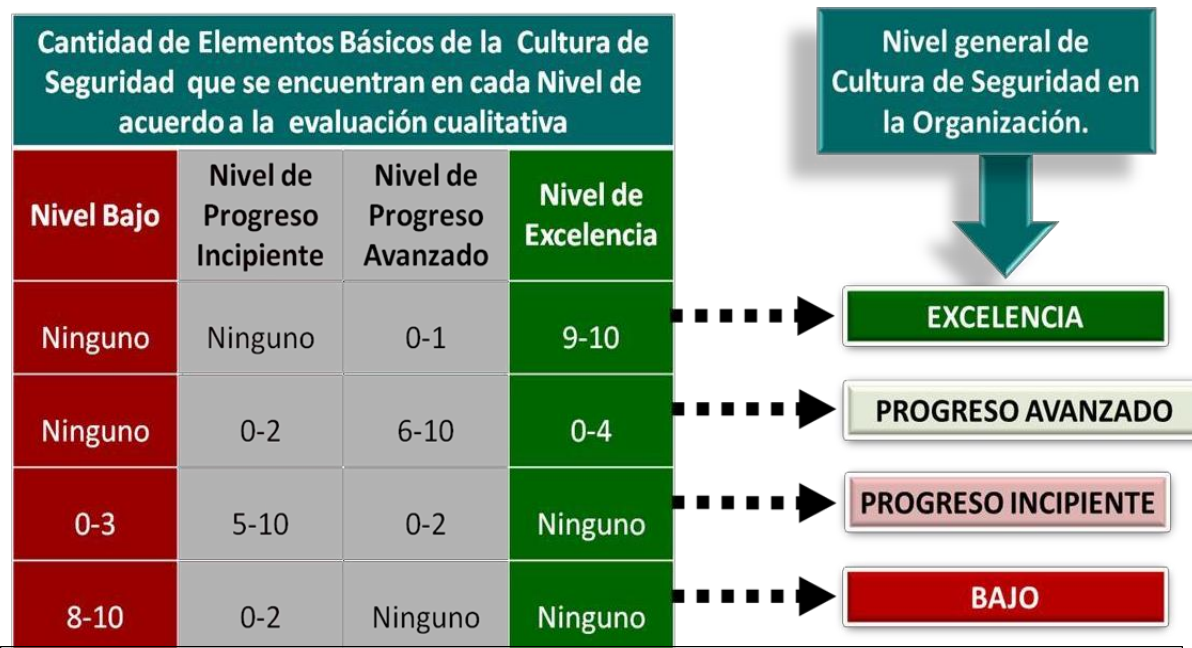 Cantidad de Elementos Básicos de la Cultura de
Seguridad que se encuentran en cada Nivel de
acuerdo a la evaluación cualitativa
Nivel Bajo
Nivel de
Progreso
Incipiente
Nivel de
Progreso
Avanzado
Nivel de
Excelencia
Ninguno Ninguno 0-1 9-10
Ninguno 0-2 6-10 0-4
0-3 5-10 0-2 Ninguno
8-10 0-2 Ninguno Ninguno
Nivel general de
Cultura de Seguridad en
la Organización.
EXCELENCIA
PROGRESO AVANZADO
PROGRESO INCIPIENTE
BAJO